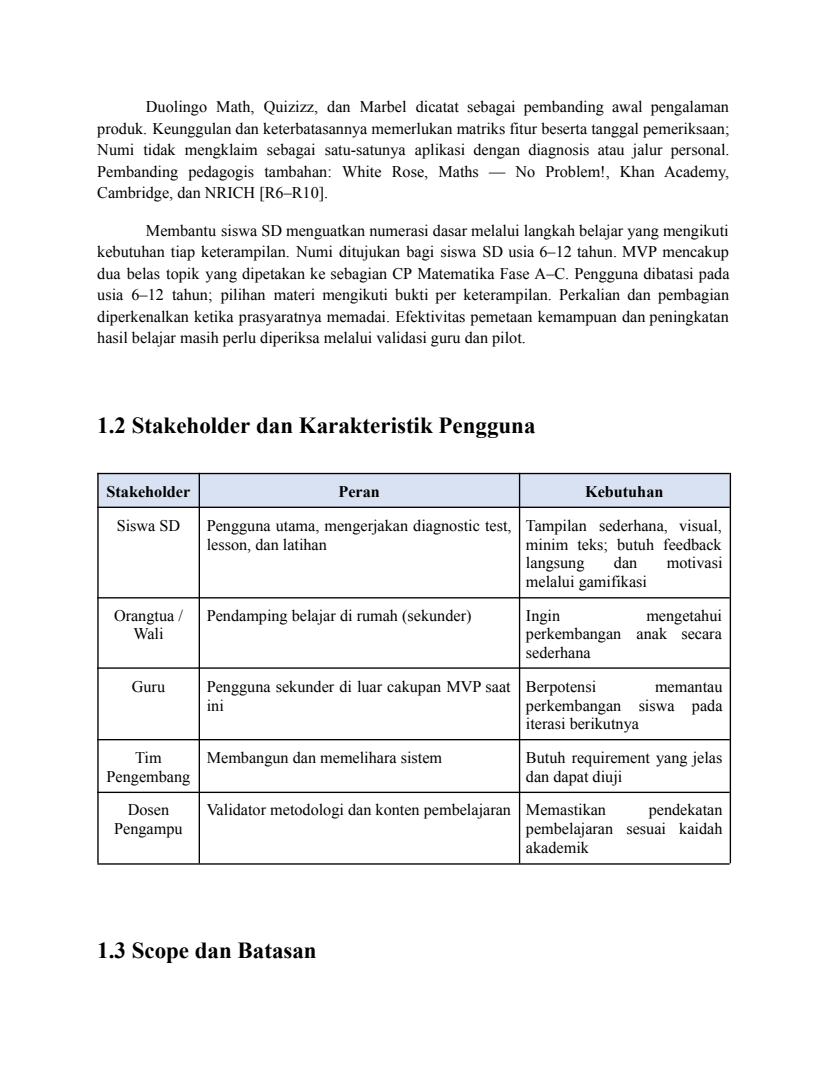 Duolingo Math, Quizizz, dan Marbel dicatat sebagai pembanding awal pengalaman
produk. Keunggulan dan keterbatasannya memerlukan matriks fitur beserta tanggal pemeriksaan;
Numi tidak mengklaim sebagai satu-satunya aplikasi dengan diagnosis atau jalur personal.
Pembanding pedagogis tambahan: White Rose, Maths — No Problem!, Khan Academy,
Cambridge, dan NRICH [R6–R10].
Membantu siswa SD menguatkan numerasi dasar melalui langkah belajar yang mengikuti
kebutuhan tiap keterampilan. Numi ditujukan bagi siswa SD usia 6–12 tahun. MVP mencakup
dua belas topik yang dipetakan ke sebagian CP Matematika Fase A–C. Pengguna dibatasi pada
usia 6–12 tahun; pilihan materi mengikuti bukti per keterampilan. Perkalian dan pembagian
diperkenalkan ketika prasyaratnya memadai. Efektivitas pemetaan kemampuan dan peningkatan
hasil belajar masih perlu diperiksa melalui validasi guru dan pilot.
1.2 Stakeholder dan Karakteristik Pengguna
Stakeholder Peran Kebutuhan
Siswa SD
Pengguna utama, mengerjakan diagnostic test,
lesson, dan latihan
Tampilan sederhana, visual,
minim teks; butuh feedback
langsung dan motivasi
melalui gamifikasi
Orangtua /
Wali
Pendamping belajar di rumah (sekunder)
Ingin mengetahui
perkembangan anak secara
sederhana
Guru
Pengguna sekunder di luar cakupan MVP saat
ini
Berpotensi memantau
perkembangan siswa pada
iterasi berikutnya
Tim
Pengembang
Membangun dan memelihara sistem
Butuh requirement yang jelas
dan dapat diuji
Dosen
Pengampu
Validator metodologi dan konten pembelajaran
Memastikan pendekatan
pembelajaran sesuai kaidah
akademik
1.3 Scope dan Batasan